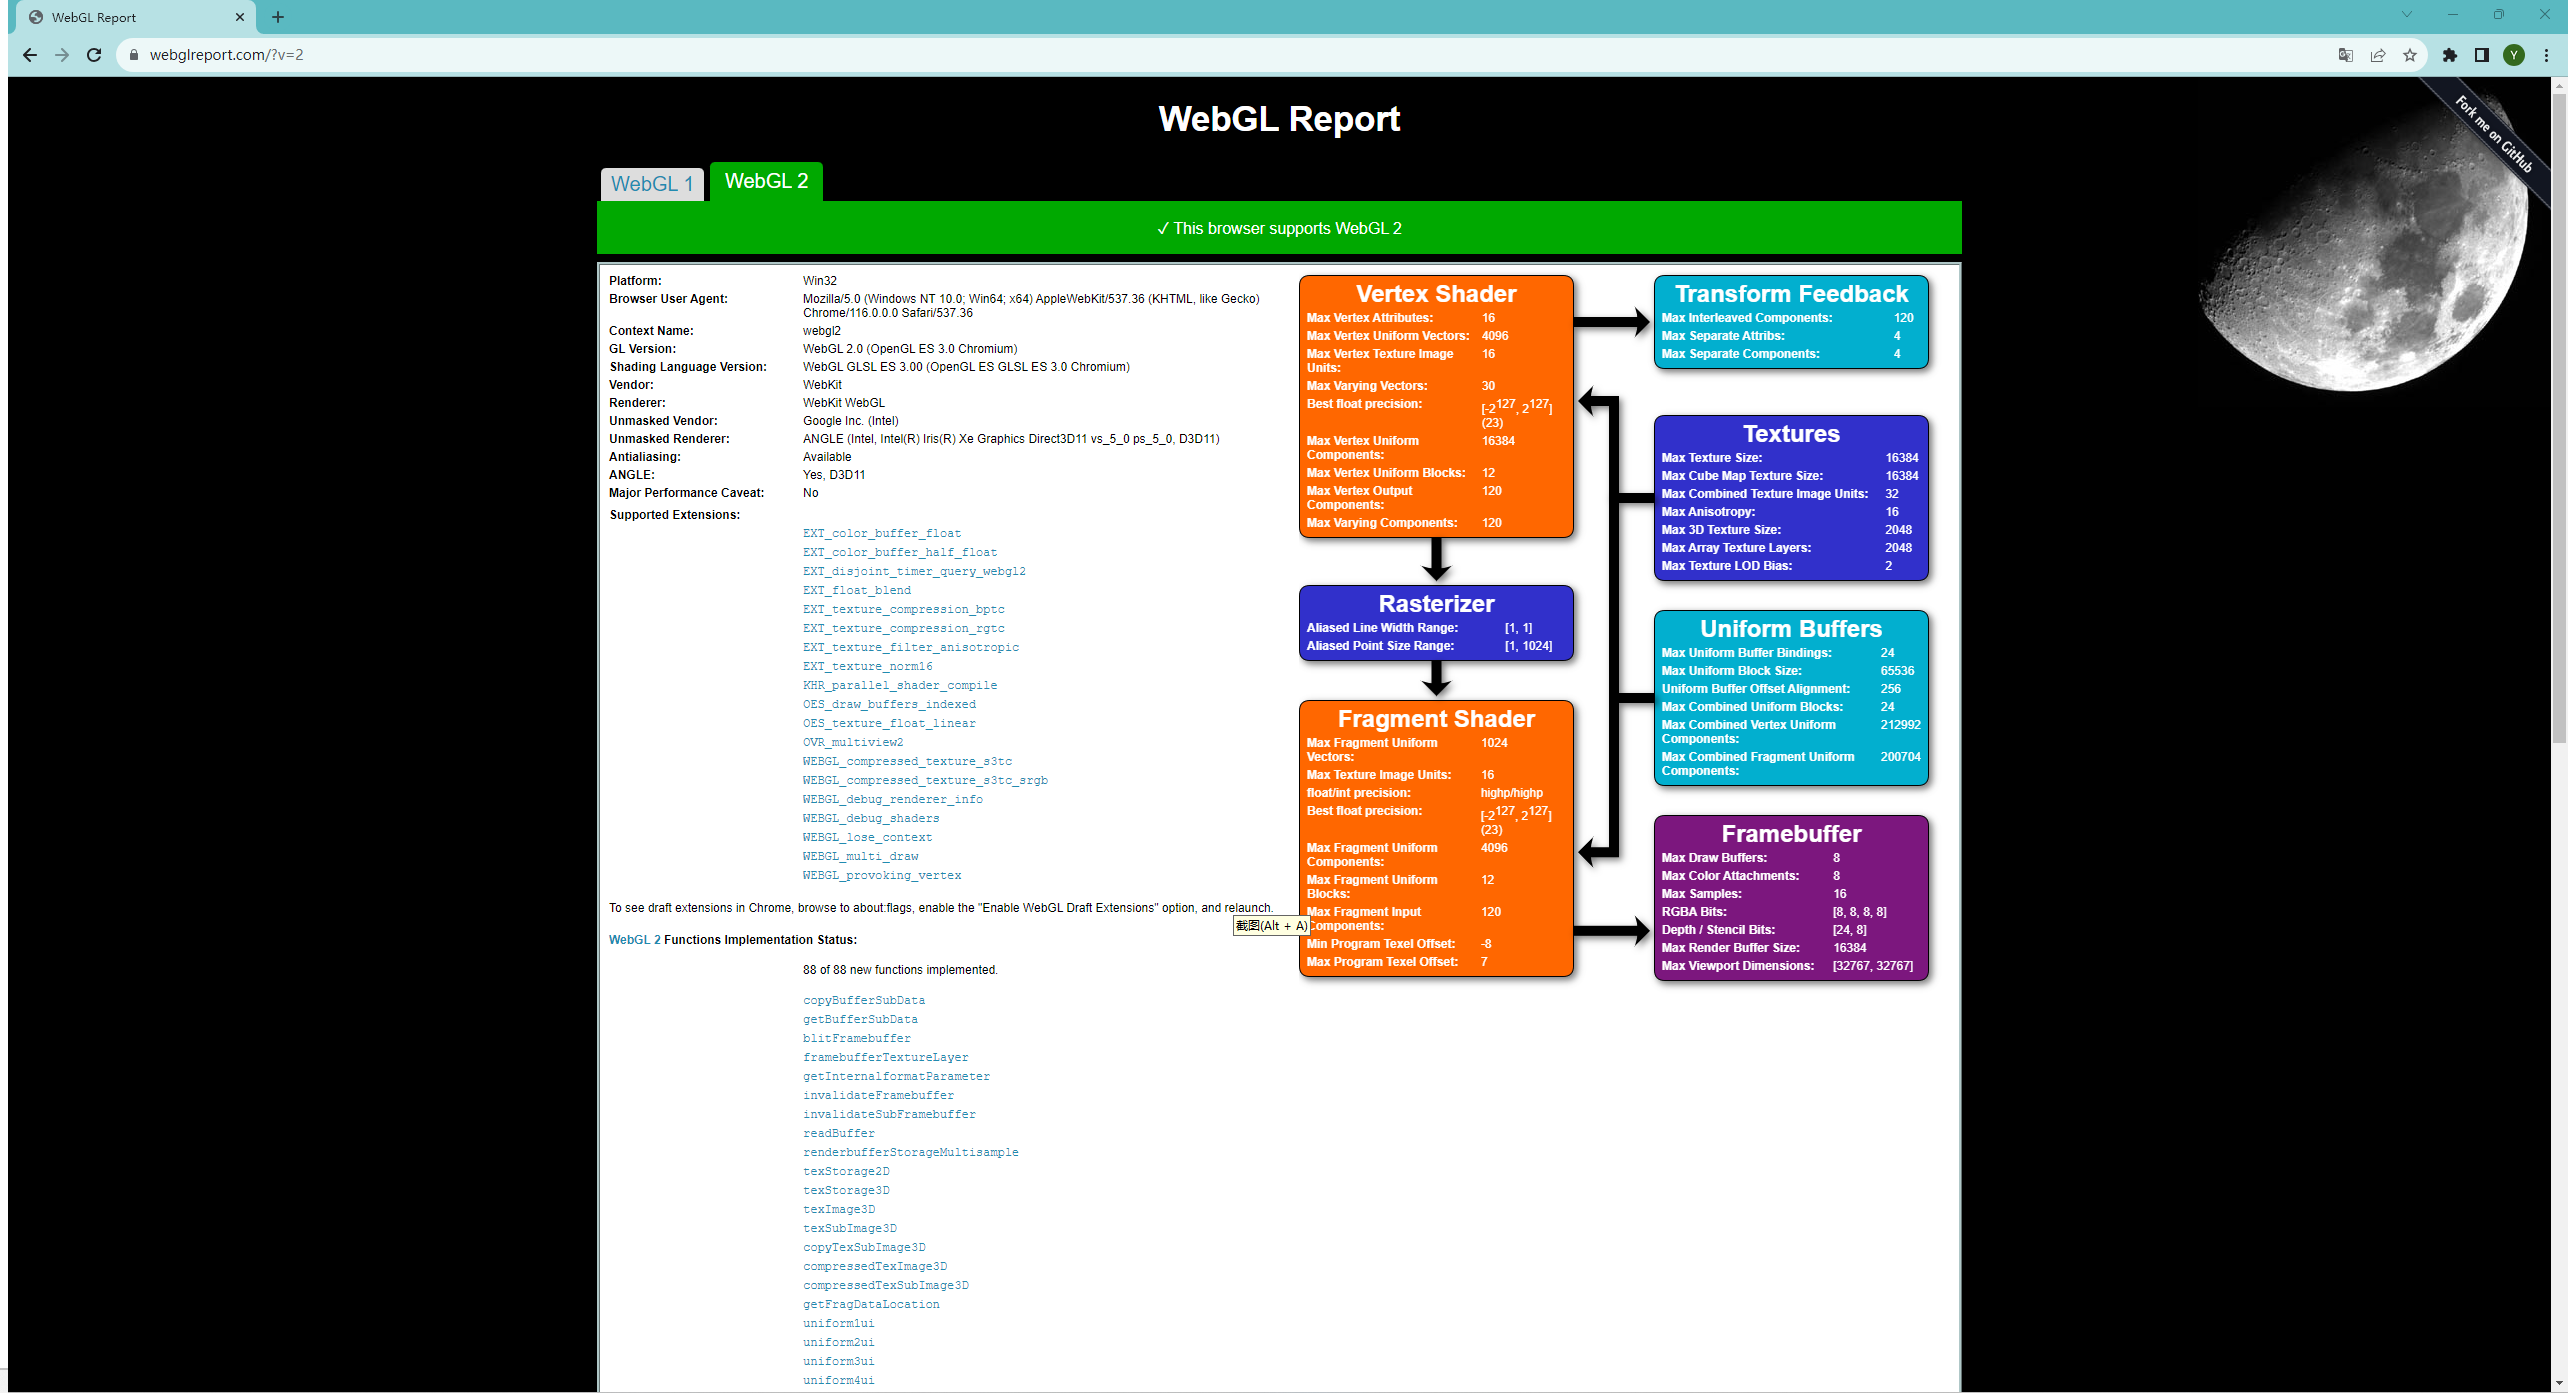 WebGL Report
webglreport.com/?v=2
Y
WebGL Report
Fork me on GitHub
WebGL 1
WebGL 2
✓ This browser supports WebGL 2
Platform: Win32
Browser User Agent: Mozilla/5.0 (Windows NT 10.0; Win64; x64) AppleWebKit/537.36 (KHTML, like Gecko)
Chrome/116.0.0.0 Safari/537.36
Context Name: webgl2
GL Version: WebGL 2.0 (OpenGL ES 3.0 Chromium)
Shading Language Version: WebGL GLSL ES 3.00 (OpenGL ES GLSL ES 3.0 Chromium)
Vendor: WebKit
Renderer: WebKit WebGL
Unmasked Vendor: Google Inc. (Intel)
Unmasked Renderer: ANGLE (Intel, Intel(R) Iris(R) Xe Graphics Direct3D11 vs_5_0 ps_5_0, D3D11)
Antialiasing: Available
ANGLE: Yes, D3D11
Major Performance Caveat: No
Supported Extensions:
EXT_color_buffer_float
EXT_color_buffer_half_float
EXT_disjoint_timer_query_webgl2
EXT_float_blend
EXT_texture_compression_bptc
EXT_texture_compression_rgtc
EXT_texture_filter_anisotropic
EXT_texture_norm16
KHR_parallel_shader_compile
OES_draw_buffers_indexed
OES_texture_float_linear
OVR_multiview2
WEBGL_compressed_texture_s3tc
WEBGL_compressed_texture_s3tc_srgb
WEBGL_debug_renderer_info
WEBGL_debug_shaders
WEBGL_lose_context
WEBGL_multi_draw
WEBGL_provoking_vertex
To see draft extensions in Chrome, browse to about:flags, enable the "Enable WebGL Draft Extensions" option, and relaunch.
截图(Alt + A)
WebGL 2 Functions Implementation Status:
88 of 88 new functions implemented.
copyBufferSubData
getBufferSubData
blitFramebuffer
framebufferTextureLayer
getInternalformatParameter
invalidateFramebuffer
invalidateSubFramebuffer
readBuffer
renderbufferStorageMultisample
texStorage2D
texStorage3D
texImage3D
texSubImage3D
copyTexSubImage3D
compressedTexImage3D
compressedTexSubImage3D
getFragDataLocation
uniform1ui
uniform2ui
uniform3ui
uniform4ui
Vertex Shader
Max Vertex Attributes: 16
Max Vertex Uniform Vectors: 4096
Max Vertex Texture Image 16
Units:
Max Varying Vectors: 30
Best float precision: [-2^127, 2^127]
(23)
Max Vertex Uniform 16384
Components:
Max Vertex Uniform Blocks: 12
Max Vertex Output 120
Components:
Max Varying Components: 120
Rasterizer
Aliased Line Width Range: [1, 1]
Aliased Point Size Range: [1, 1024]
Fragment Shader
Max Fragment Uniform 1024
Vectors:
Max Texture Image Units: 16
float/int precision: highp/highp
Best float precision: [-2^127, 2^127]
(23)
Max Fragment Uniform 4096
Components:
Max Fragment Uniform 12
Blocks:
Max Fragment Input 120
Components:
Min Program Texel Offset: -8
Max Program Texel Offset: 7
Transform Feedback
Max Interleaved Components: 120
Max Separate Attribs: 4
Max Separate Components: 4
Textures
Max Texture Size: 16384
Max Cube Map Texture Size: 16384
Max Combined Texture Image Units: 32
Max Anisotropy: 16
Max 3D Texture Size: 2048
Max Array Texture Layers: 2048
Max Texture LOD Bias: 2
Uniform Buffers
Max Uniform Buffer Bindings: 24
Max Uniform Block Size: 65536
Uniform Buffer Offset Alignment: 256
Max Combined Uniform Blocks: 24
Max Combined Vertex Uniform 212992
Components:
Max Combined Fragment Uniform 200704
Components:
Framebuffer
Max Draw Buffers: 8
Max Color Attachments: 8
Max Samples: 16
RGBA Bits: [8, 8, 8, 8]
Depth / Stencil Bits: [24, 8]
Max Render Buffer Size: 16384
Max Viewport Dimensions: [32767, 32767]